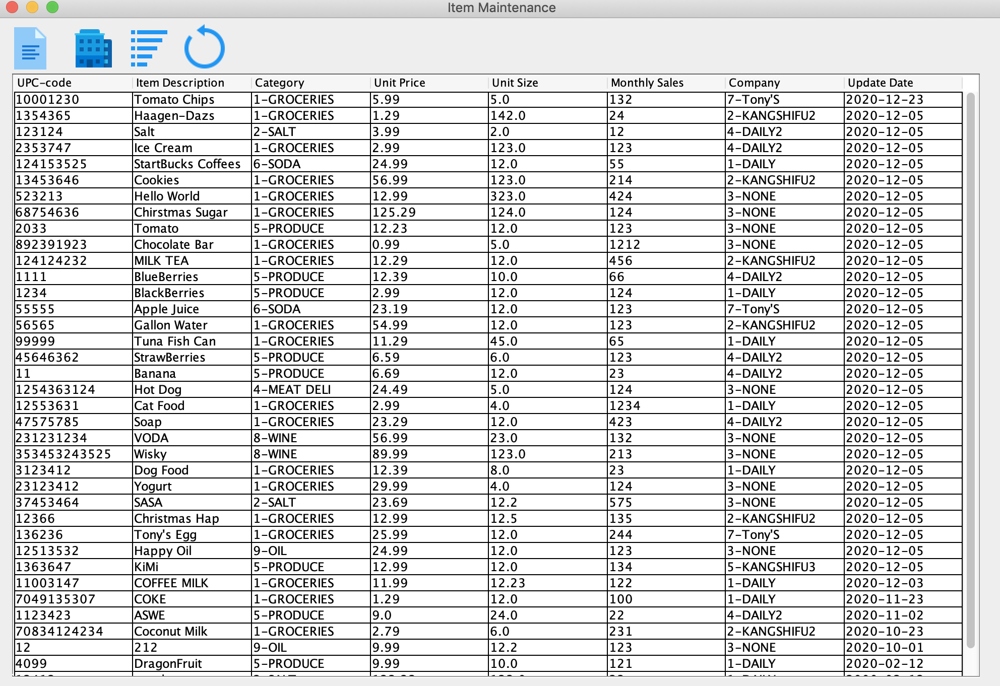 Item Maintenance
UPC-code Item Description Category Unit Price Unit Size Monthly Sales Company Update Date
10001230 Tomato Chips 1-GROCERIES 5.99 5.0 132 7-Tony'S 2020-12-23
1354365 Haagen-Dazs 1-GROCERIES 1.29 142.0 24 2-KANGSHIFU2 2020-12-05
123124 Salt 2-SALT 3.99 2.0 12 4-DAILY2 2020-12-05
2353747 Ice Cream 1-GROCERIES 2.99 123.0 123 4-DAILY2 2020-12-05
124153525 StartBucks Coffees 6-SODA 24.99 12.0 55 1-DAILY 2020-12-05
13453646 Cookies 1-GROCERIES 56.99 123.0 214 2-KANGSHIFU2 2020-12-05
523213 Hello World 1-GROCERIES 12.99 323.0 424 3-NONE 2020-12-05
68754636 Chirstmas Sugar 1-GROCERIES 125.29 124.0 124 3-NONE 2020-12-05
2033 Tomato 5-PRODUCE 12.23 12.0 123 3-NONE 2020-12-05
892391923 Chocolate Bar 1-GROCERIES 0.99 5.0 1212 3-NONE 2020-12-05
124124232 MILK TEA 1-GROCERIES 12.29 12.0 456 2-KANGSHIFU2 2020-12-05
1111 BlueBerries 5-PRODUCE 12.39 10.0 66 4-DAILY2 2020-12-05
1234 BlackBerries 5-PRODUCE 2.99 12.0 124 1-DAILY 2020-12-05
55555 Apple Juice 6-SODA 23.19 12.0 123 7-Tony'S 2020-12-05
56565 Gallon Water 1-GROCERIES 54.99 12.0 123 2-KANGSHIFU2 2020-12-05
99999 Tuna Fish Can 1-GROCERIES 11.29 45.0 65 1-DAILY 2020-12-05
45646362 StrawBerries 5-PRODUCE 6.59 6.0 123 4-DAILY2 2020-12-05
11 Banana 5-PRODUCE 6.69 12.0 23 4-DAILY2 2020-12-05
1254363124 Hot Dog 4-MEAT DELI 24.49 5.0 124 3-NONE 2020-12-05
12553631 Cat Food 1-GROCERIES 2.99 4.0 1234 1-DAILY 2020-12-05
47575785 Soap 1-GROCERIES 23.29 12.0 423 4-DAILY2 2020-12-05
231231234 VODA 8-WINE 56.99 23.0 132 3-NONE 2020-12-05
353453243525 Wisky 8-WINE 89.99 123.0 213 3-NONE 2020-12-05
3123412 Dog Food 1-GROCERIES 12.39 8.0 23 1-DAILY 2020-12-05
23123412 Yogurt 1-GROCERIES 29.99 4.0 124 3-NONE 2020-12-05
37453464 SASA 2-SALT 23.69 12.2 575 3-NONE 2020-12-05
12366 Christmas Hap 1-GROCERIES 12.99 12.5 135 2-KANGSHIFU2 2020-12-05
136236 Tony's Egg 1-GROCERIES 25.99 12.0 244 7-Tony'S 2020-12-05
12513532 Happy Oil 9-OIL 24.99 12.0 123 3-NONE 2020-12-05
1363647 KiMi 5-PRODUCE 12.99 12.0 134 5-KANGSHIFU3 2020-12-05
11003147 COFFEE MILK 1-GROCERIES 11.99 12.23 122 1-DAILY 2020-12-03
7049135307 COKE 1-GROCERIES 1.29 12.0 100 1-DAILY 2020-11-23
1123423 ASWE 5-PRODUCE 9.0 24.0 22 4-DAILY2 2020-11-02
70834124234 Coconut Milk 1-GROCERIES 2.79 6.0 231 2-KANGSHIFU2 2020-10-23
12 212 9-OIL 9.99 12.2 123 3-NONE 2020-10-01
4099 DragonFruit 5-PRODUCE 9.99 10.0 121 1-DAILY 2020-02-12